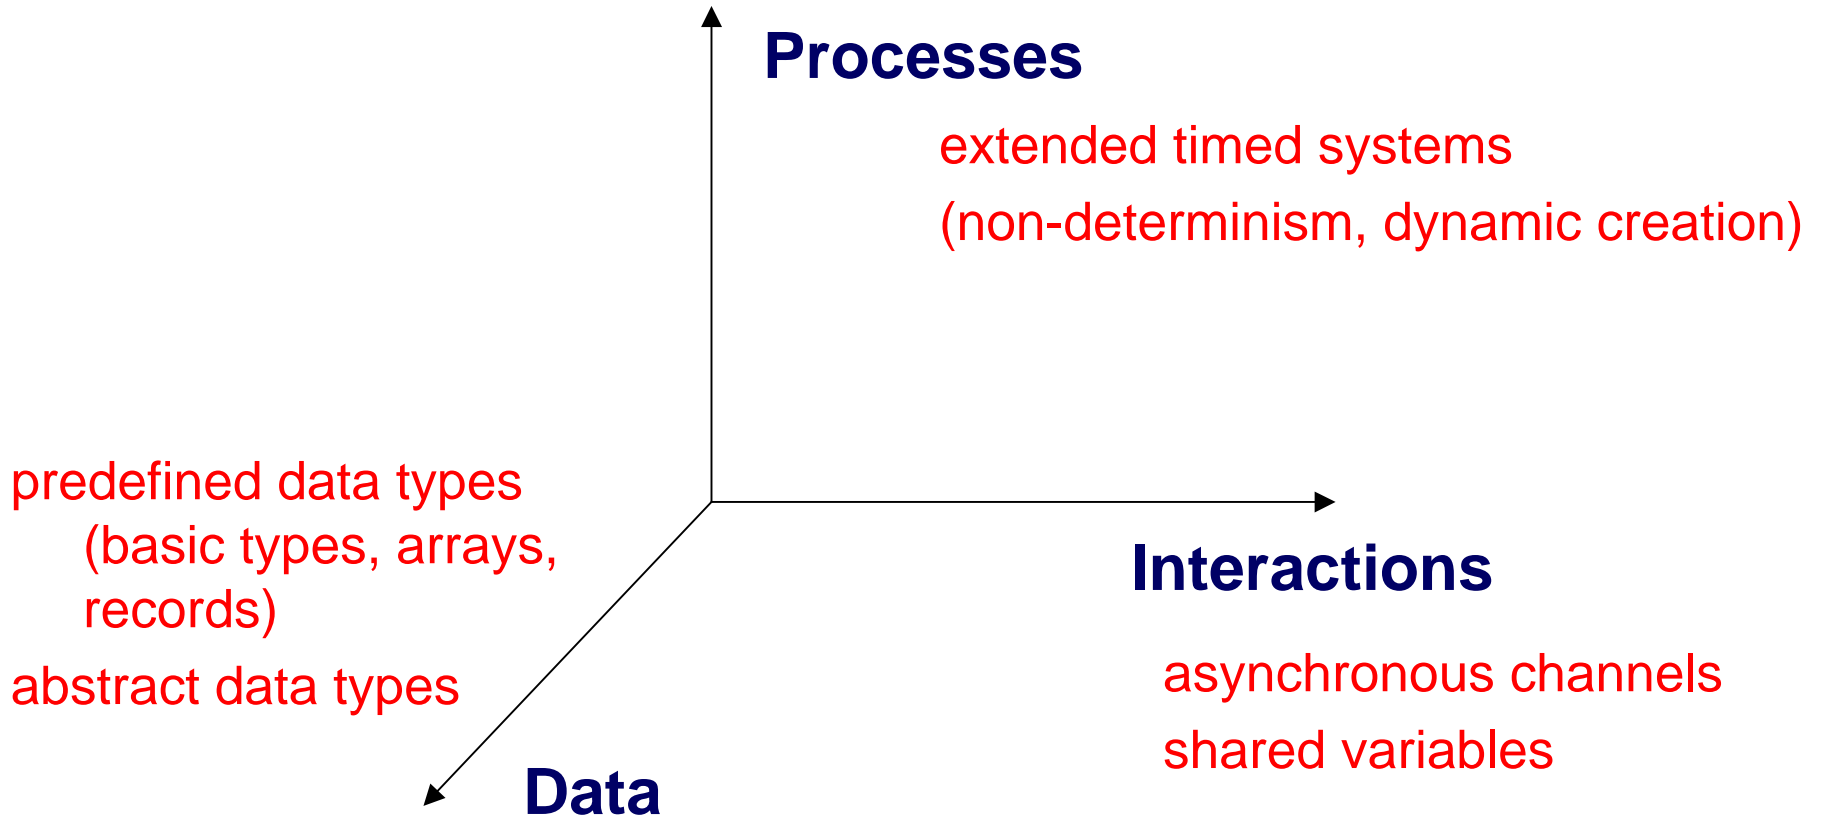 Processes
extended timed systems
(non-determinism, dynamic creation)
predefined data types
(basic types, arrays,
records)
abstract data types
Interactions
asynchronous channels
shared variables
Data